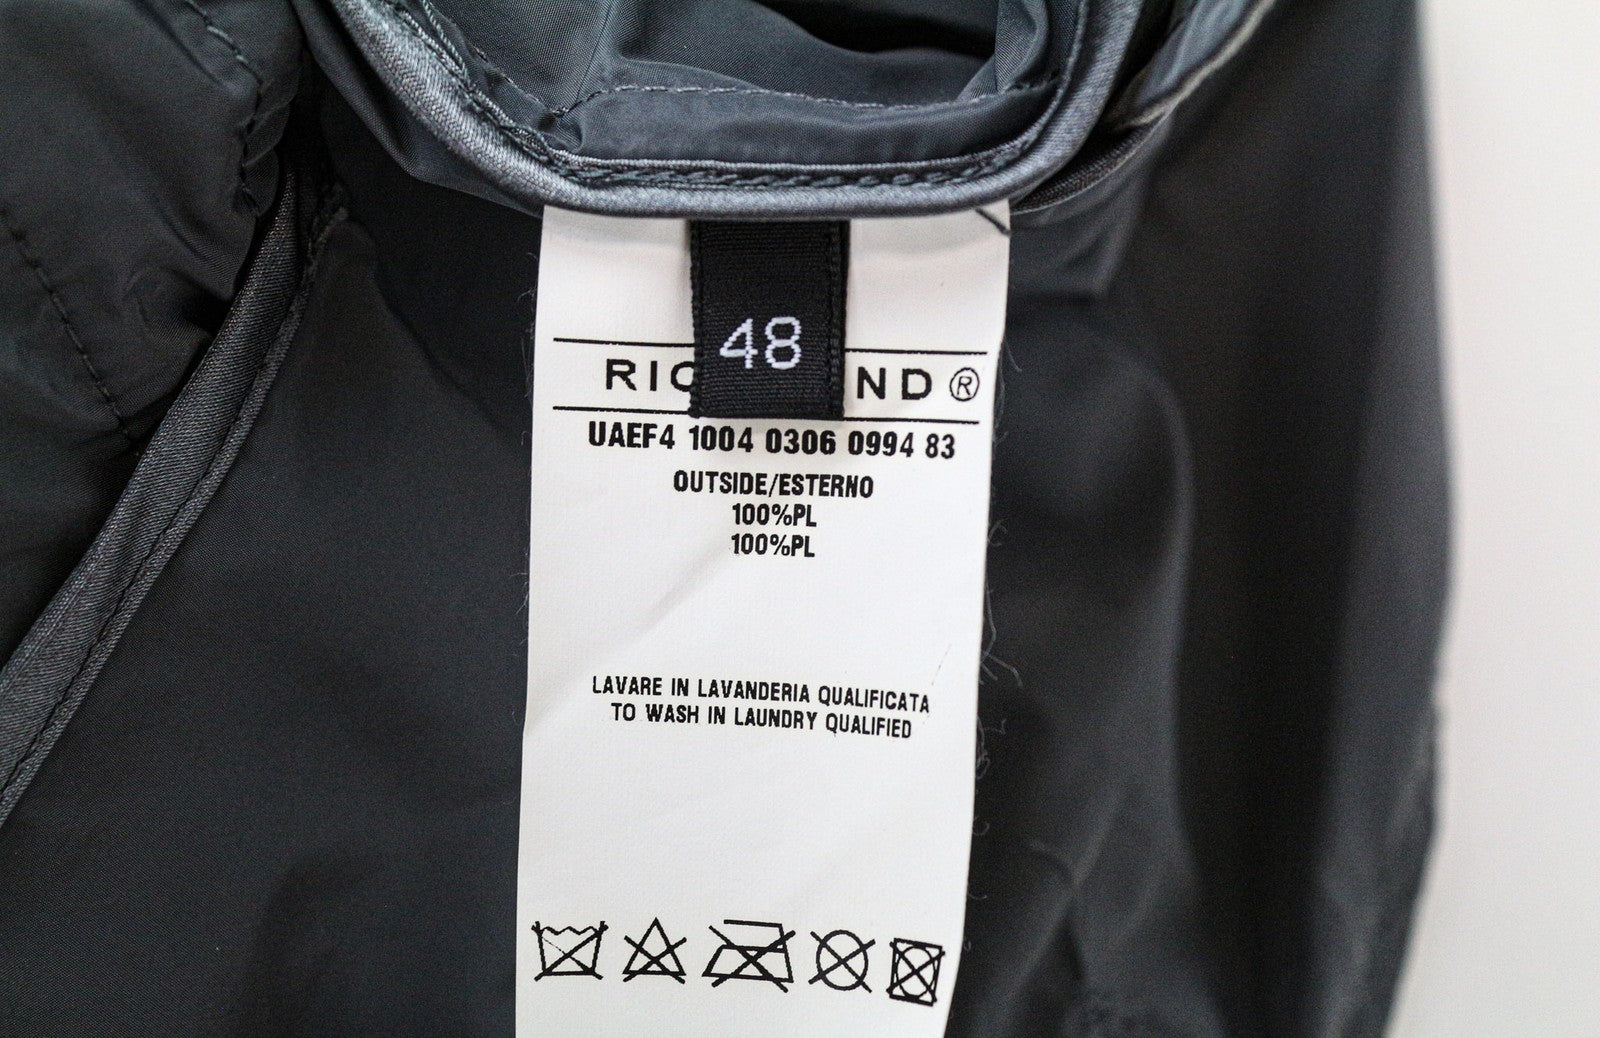 48
RIC ND ®
UAEF4 1004 0306 0994 83
OUTSIDE/ESTERNO
100%PL
100%PL
LAVARE IN LAVANDERIA QUALIFICATA
TO WASH IN LAUNDRY QUALIFIED